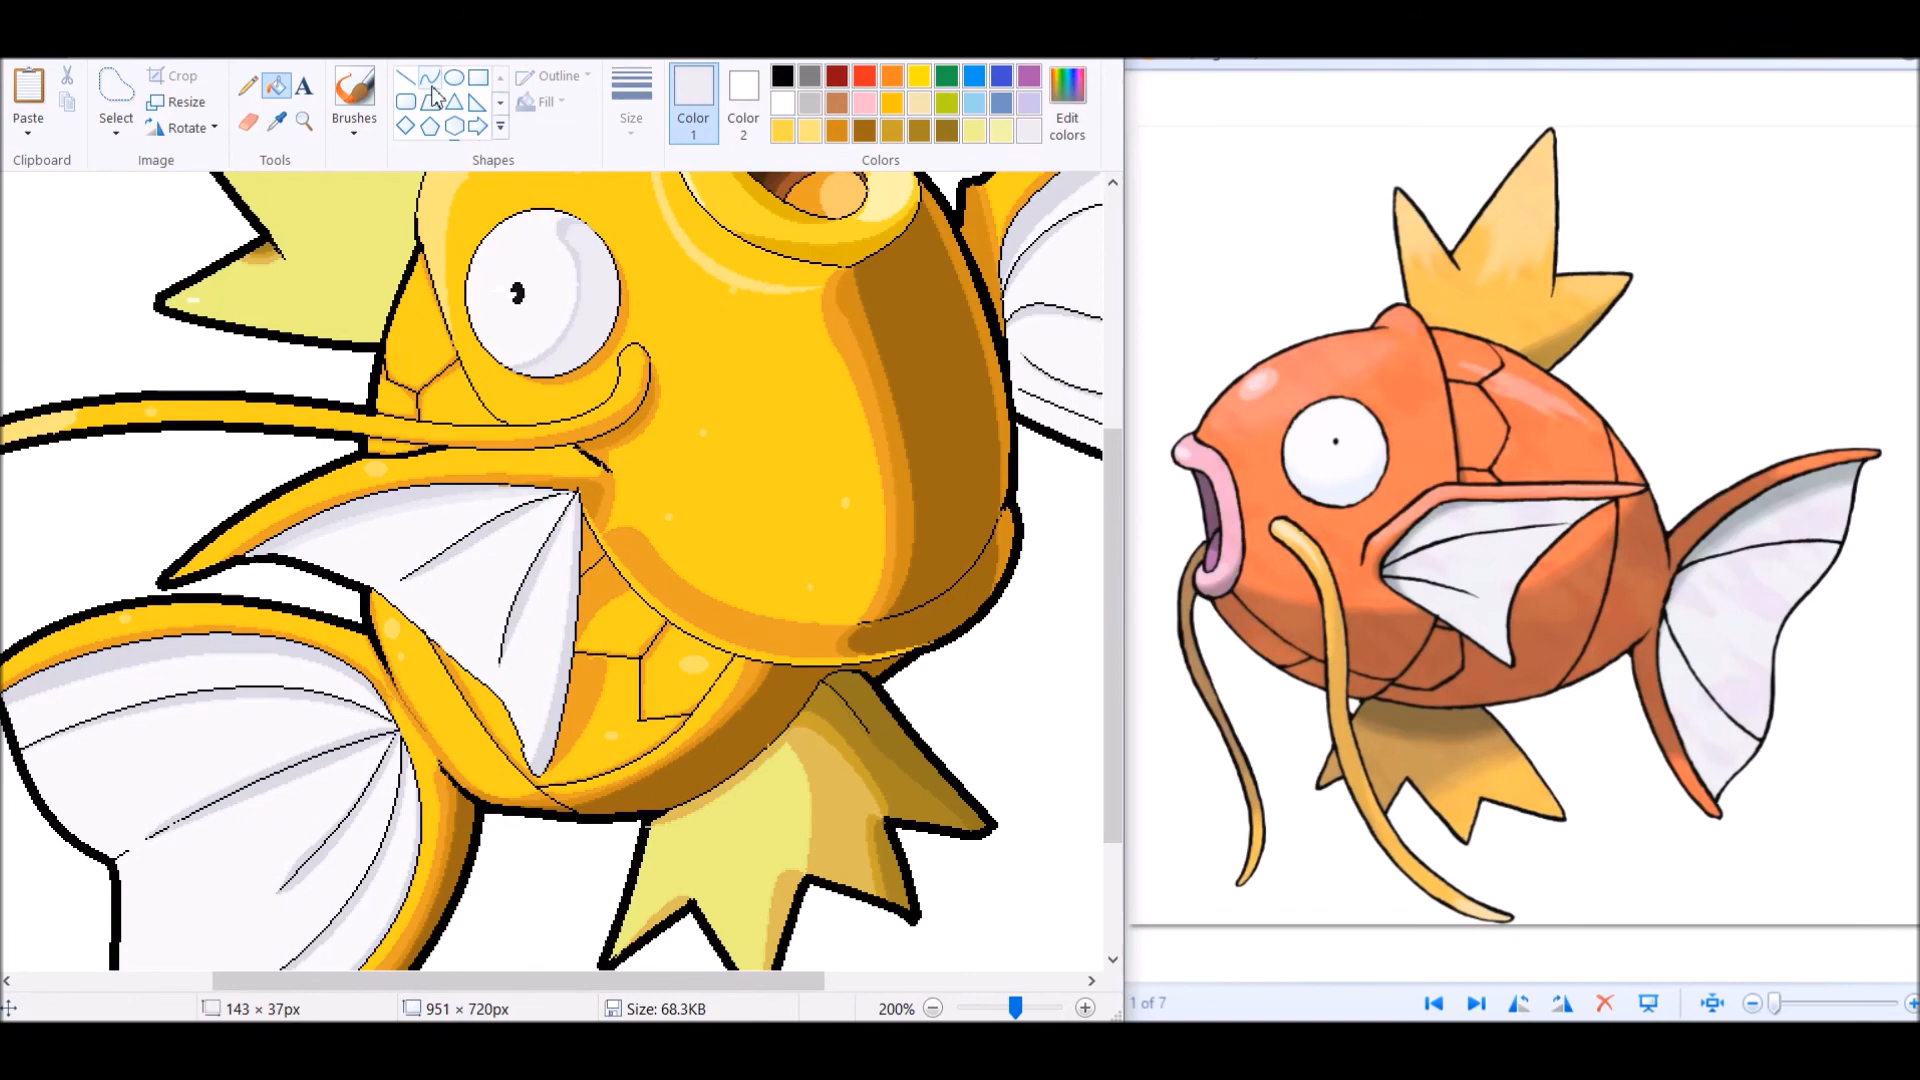 Paste
Clipboard
Select
Crop
Resize
Rotate
Image
A
Tools
Brushes
Shapes
Outline
Fill
Size
Color 1
Color 2
Edit colors
Colors
143 × 37px
951 × 720px
Size: 68.3KB
200%
1 of 7